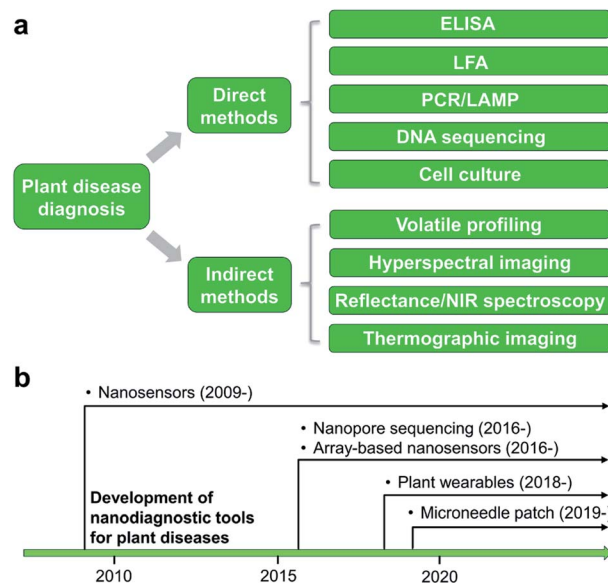 a
ELISA
LFA
Direct
methods
PCR/LAMP
DNA sequencing
Cell culture
Plant disease
diagnosis
Volatile profiling
Hyperspectral imaging
Indirect
methods
Reflectance/NIR spectroscopy
Thermographic imaging
b
• Nanosensors (2009-)
• Nanopore sequencing (2016-)
• Array-based nanosensors (2016-)
• Plant wearables (2018-)
• Microneedle patch (2019-)
Development of
nanodiagnostic tools
for plant diseases
2010
2015
2020